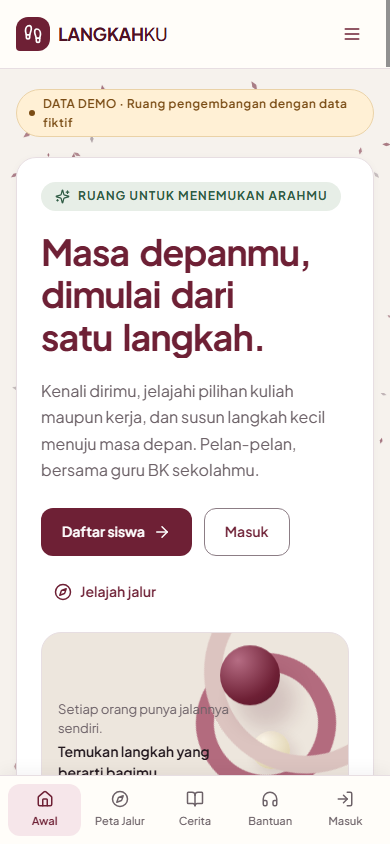 LANGKAHKU
DATA DEMO · Ruang pengembangan dengan data
fiktif
RUANG UNTUK MENEMUKAN ARAHMU
Masa depanmu,
dimulai dari
satu langkah.
Kenali dirimu, jelajahi pilihan kuliah
maupun kerja, dan susun langkah kecil
menuju masa depan. Pelan-pelan,
bersama guru BK sekolahmu.
Daftar siswa
Masuk
Jelajah jalur
Setiap orang punya jalannya
sendiri.
Temukan langkah yang
berarti bagimu
Awal
Peta Jalur
Cerita
Bantuan
Masuk